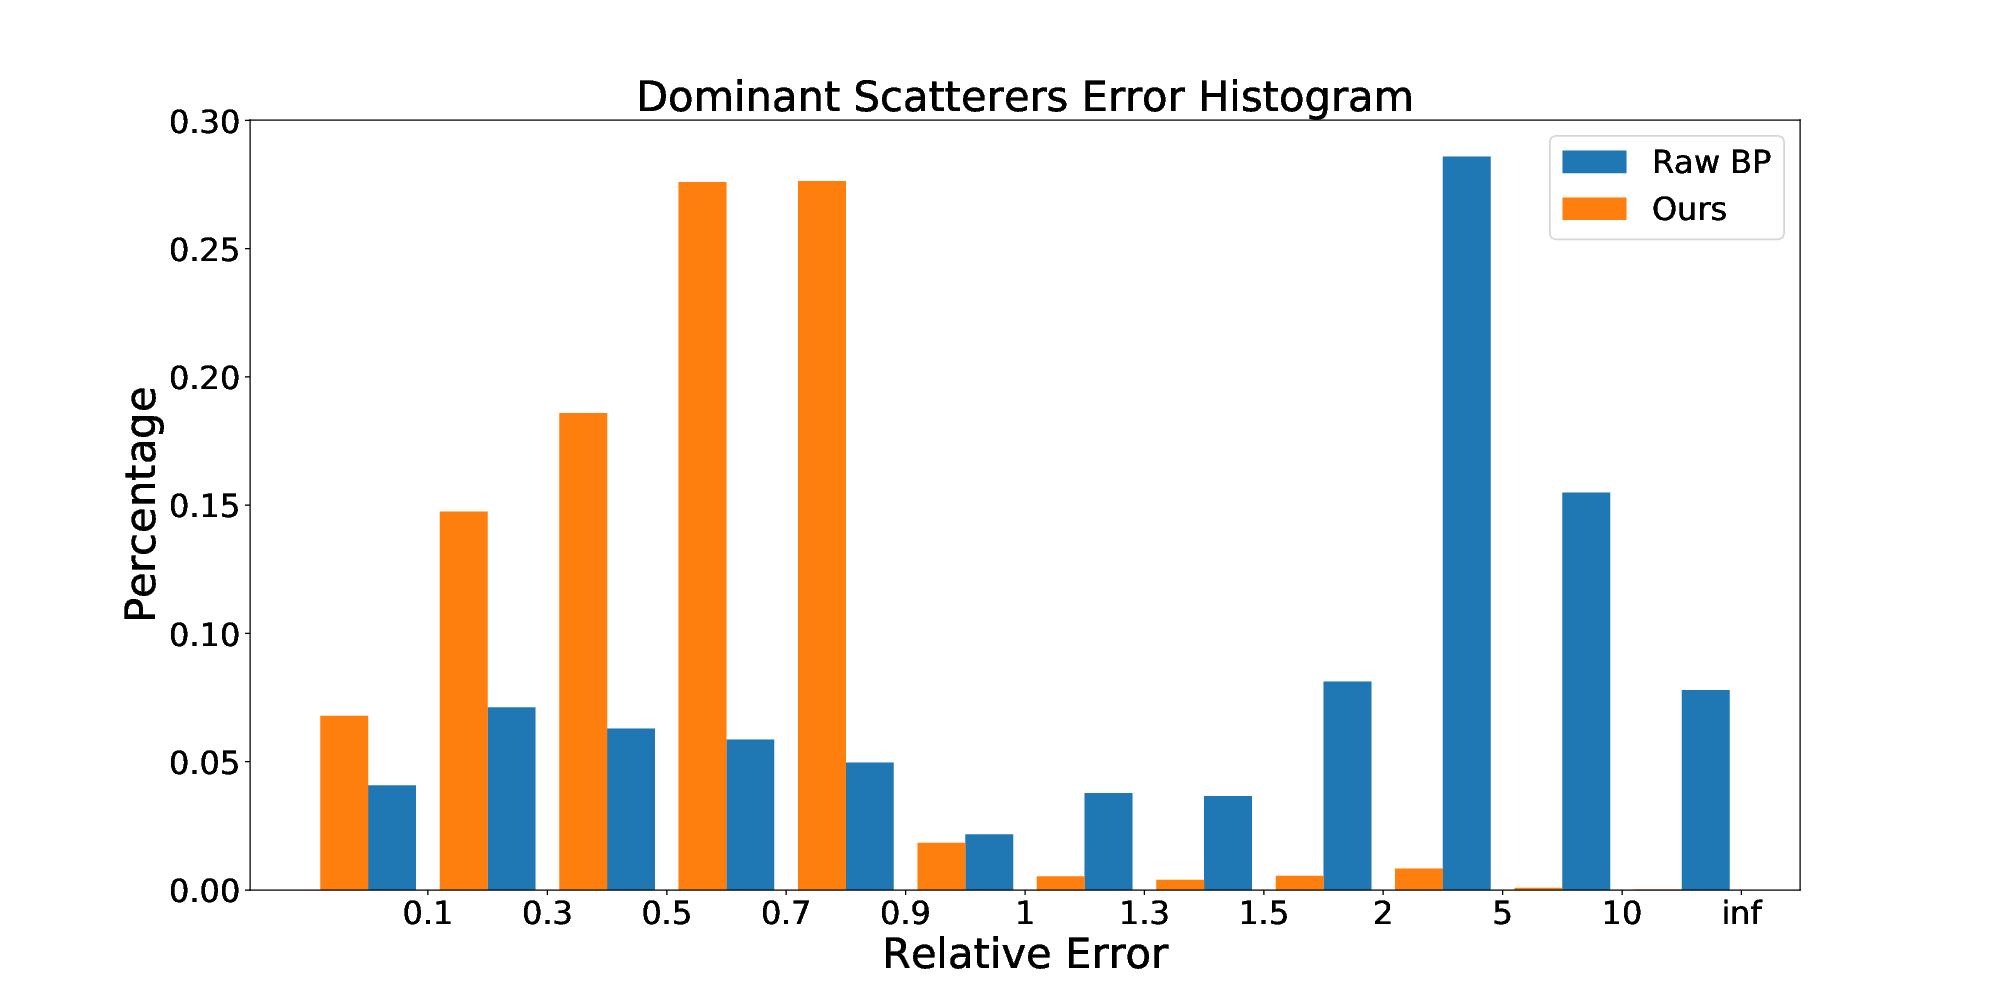 Dominant Scatterers Error Histogram
0.30
0.25
0.20
0.15
0.10
0.05
0.00
Percentage
Raw BP
Ours
0.1 0.3 0.5 0.7 0.9 1 1.3 1.5 2 5 10 inf
Relative Error